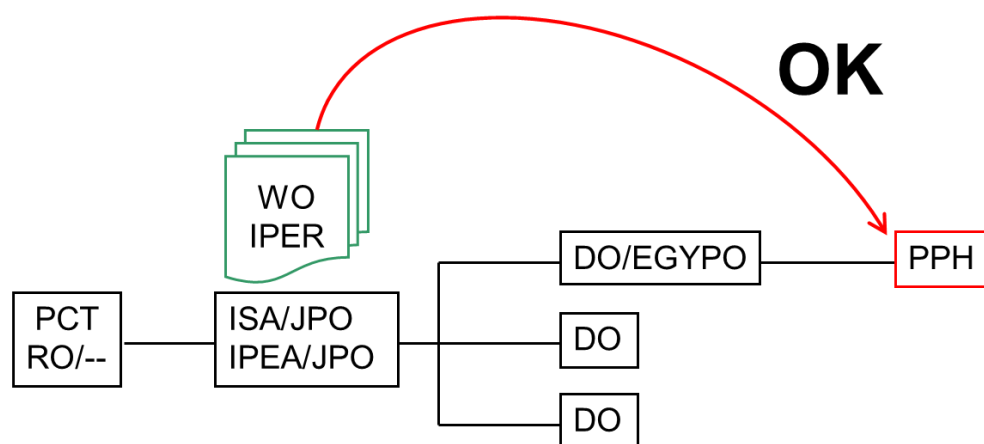 OK
WO
IPER
DO/EGYPO
PPH
PCT
RO/--
ISA/JPO
IPEA/JPO
DO
DO